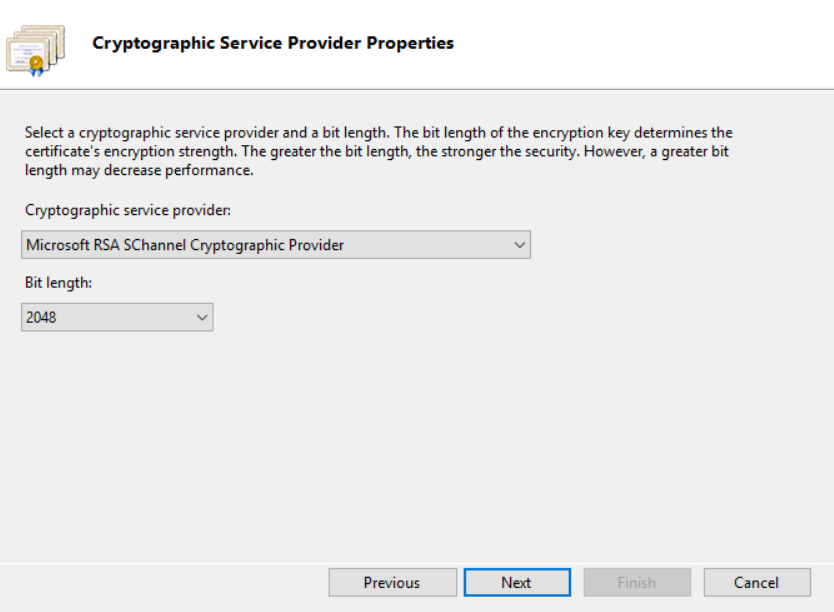 Cryptographic Service Provider Properties
Select a cryptographic service provider and a bit length. The bit length of the encryption key determines the
certificate's encryption strength. The greater the bit length, the stronger the security. However, a greater bit
length may decrease performance.
Cryptographic service provider:
Microsoft RSA SChannel Cryptographic Provider
Bit length:
2048
Previous Next Finish Cancel